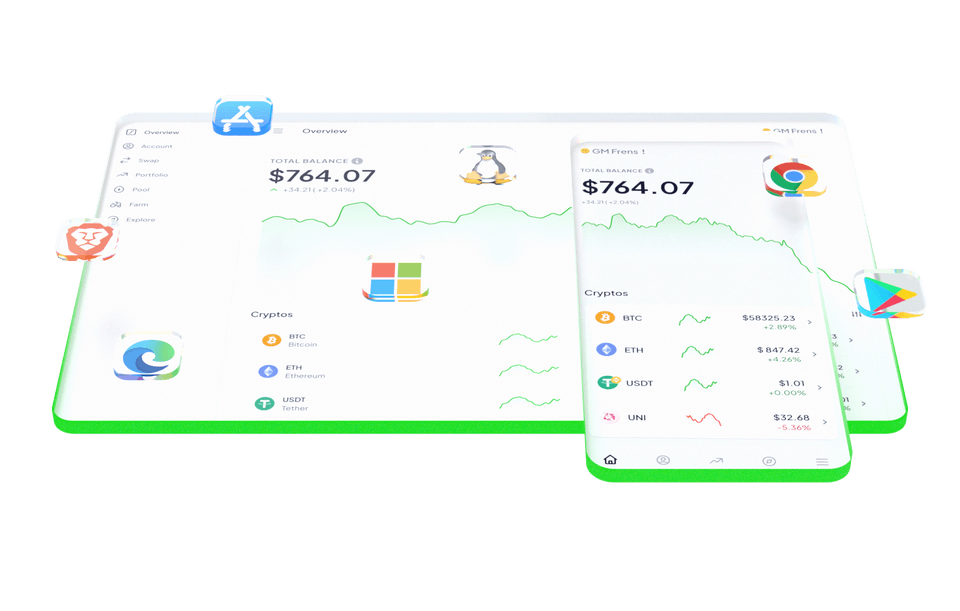 Overview
Account
Swap
Portfolio
Pool
Farm
Explore
Overview
GM Frens !
TOTAL BALANCE
$764.07
+34.21(+2.04%)
Cryptos
BTC
Bitcoin
ETH
Ethereum
USDT
Tether
GM Frens !
TOTAL BALANCE
$764.07
+34.21(+2.04%)
Cryptos
BTC $58325.23
+2.89%
ETH $847.42
+4.26%
USDT $1.01
+0.00%
UNI $32.68
-5.36%